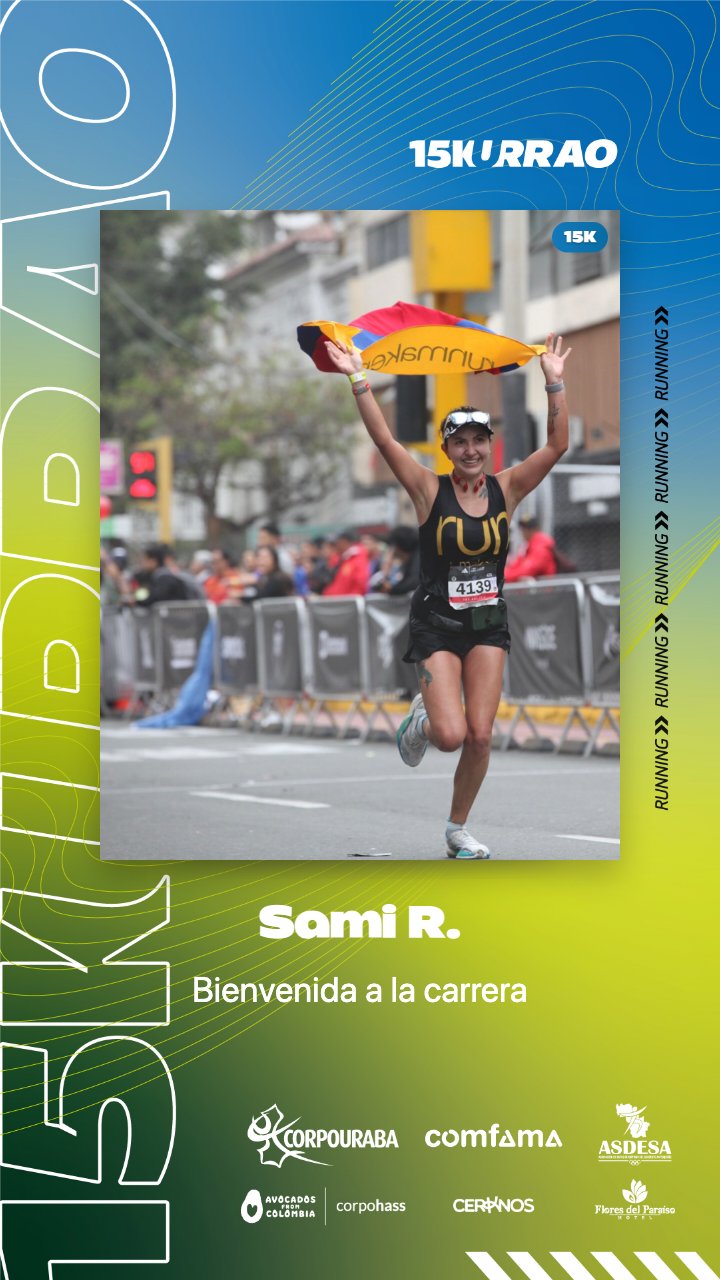 15KURRAO
15KURRAO
15K
runmaker
run
4139
RUNNING RUNNING RUNNING RUNNING RUNNING
Sami R.
Bienvenida a la carrera
CORPOURABA
comfama
ASDESA
AVOCADOS
FROM
COLOMBIA
corpohass
CERKANOS
Flores del Paraíso
HOTEL